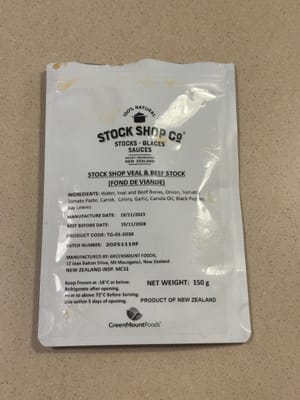 100% NATURAL
STOCK SHOP Co
STOCKS - GLACES
SAUCES
NEW ZEALAND
STOCK SHOP VEAL & BEEF STOCK
(FOND DE VIANDE)
INGREDIENTS: Water, Veal and Beef Bones, Onion, Tomato,
Tomato Paste, Carrot, Celery, Garlic, Canola Oil, Black Pepper,
Bay Leaves
MANUFACTURE DATE: 19/11/2025
BEST BEFORE DATE: 19/11/2028
PRODUCT CODE: TG-01-2038
BATCH NUMBER: 20251119F
MANUFACTURED BY: GREENMOUNT FOODS,
12 Jean Batten Drive, Mt Maunganui, New Zealand
NEW ZEALAND INSP. MC51
Keep Frozen at -18°C or below.
Refrigerate after opening.
Heat to above 72°C Before Serving.
Use within 5 days of opening.
NET WEIGHT: 150 g
PRODUCT OF NEW ZEALAND
GreenMountFoods